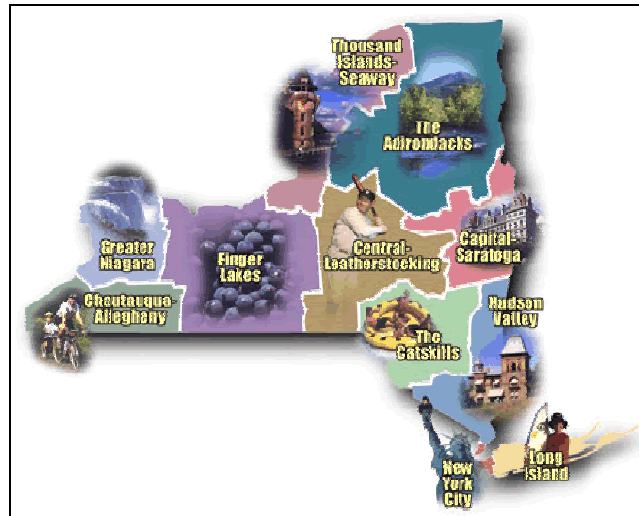 Thousand
Islands-
Seaway
The
Adirondacks
Greater
Niagara
Finger
Lakes
Central-
Leatherstocking
Capital-
Saratoga
Chautauqua-
Allegheny
Hudson
Valley
The
Catskills
New
York
City
Long
Island